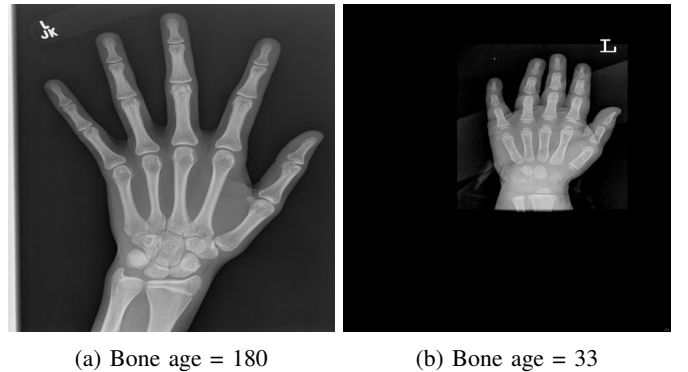 L
JK
L
(a) Bone age = 180
(b) Bone age = 33